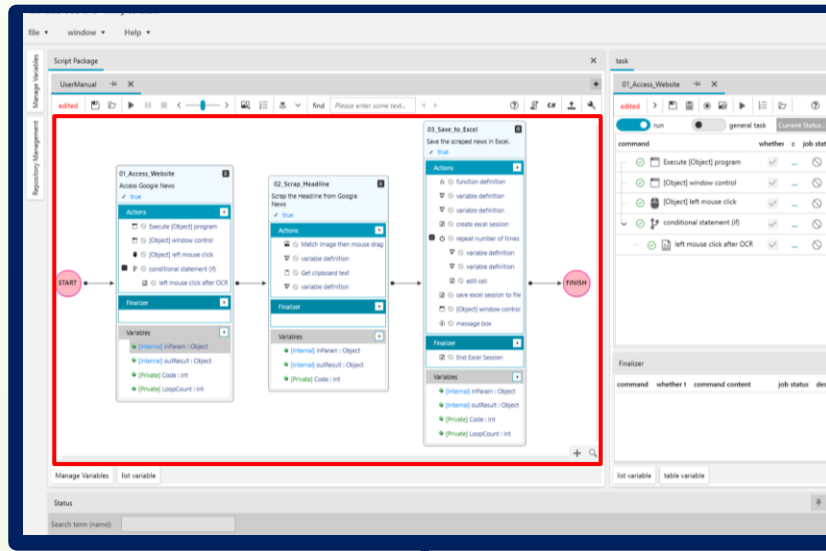 file window Help
Manage Variables
Repository Management
Script Package
UserManual
edited find Please enter some text... C#
START
01_Access_Website
Access Google News
true
Actions
Execute [Object] program
[Object] window control
[Object] left mouse click
conditional statement (if)
left mouse click after OCR
Finalizer
Variables
[Internal] inParam : Object
[Internal] outResult : Object
[Private] Code : Int
[Private] LoopCount : Int
02_Scrap_Headline
Scrap the Headline from Google
News
true
Actions
Match image then mouse drag
variable definition
Get clipboard text
variable definition
Finalizer
Variables
[Internal] inParam : Object
[Internal] outResult : Object
[Private] Code : Int
03_Save_to_Excel
Save the scraped news in Excel.
true
Actions
fx function definition
variable definition
variable definition
create excel session
repeat number of times
variable definition
variable definition
edit cell
save excel session to file
[Object] window control
message box
Finalizer
End Excel Session
Variables
[Internal] inParam : Object
[Internal] outResult : Object
[Private] Code : Int
[Private] LoopCount : Int
FINISH
Manage Variables list variable
task
01_Access_Website
edited
run general task Current Status :
command whether c job stat
Execute [Object] program
[Object] window control
[Object] left mouse click
conditional statement (if)
left mouse click after OCR
Finalizer
command whether t command content job status des
list variable table variable
Status
Search term (name):